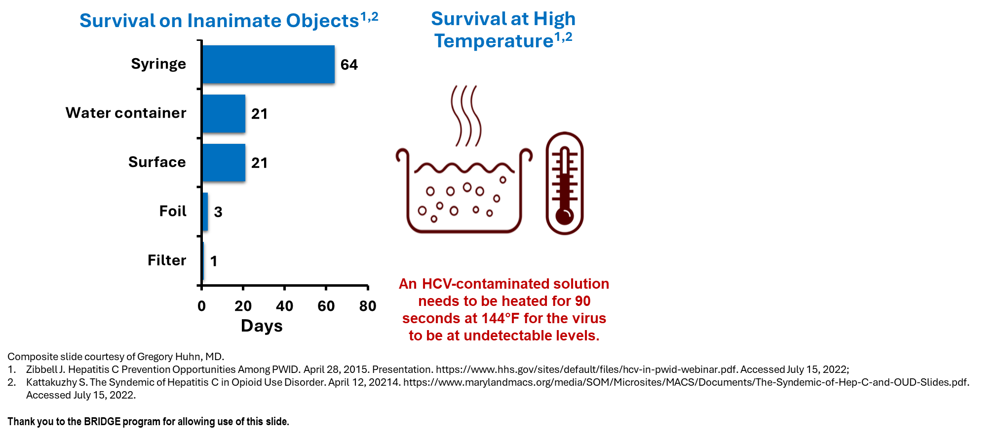 Survival on Inanimate Objects1,2
Syringe
64
Water container
21
Surface
21
Foil
3
Filter
1
0 20 40 60 80
Days
Survival at High
Temperature1,2
An HCV-contaminated solution
needs to be heated for 90
seconds at 144°F for the virus
to be at undetectable levels.
Composite slide courtesy of Gregory Huhn, MD.
1. Zibbell J. Hepatitis C Prevention Opportunities Among PWID. April 28, 2015. Presentation. https://www.hhs.gov/sites/default/files/hcv-in-pwid-webinar.pdf. Accessed July 15, 2022;
2. Kattakuzhy S. The Syndemic of Hepatitis C in Opioid Use Disorder. April 12, 20214. https://www.marylandmacs.org/media/SOM/Microsites/MACS/Documents/The-Syndemic-of-Hep-C-and-OUD-Slides.pdf.
Accessed July 15, 2022.
Thank you to the BRIDGE program for allowing use of this slide.